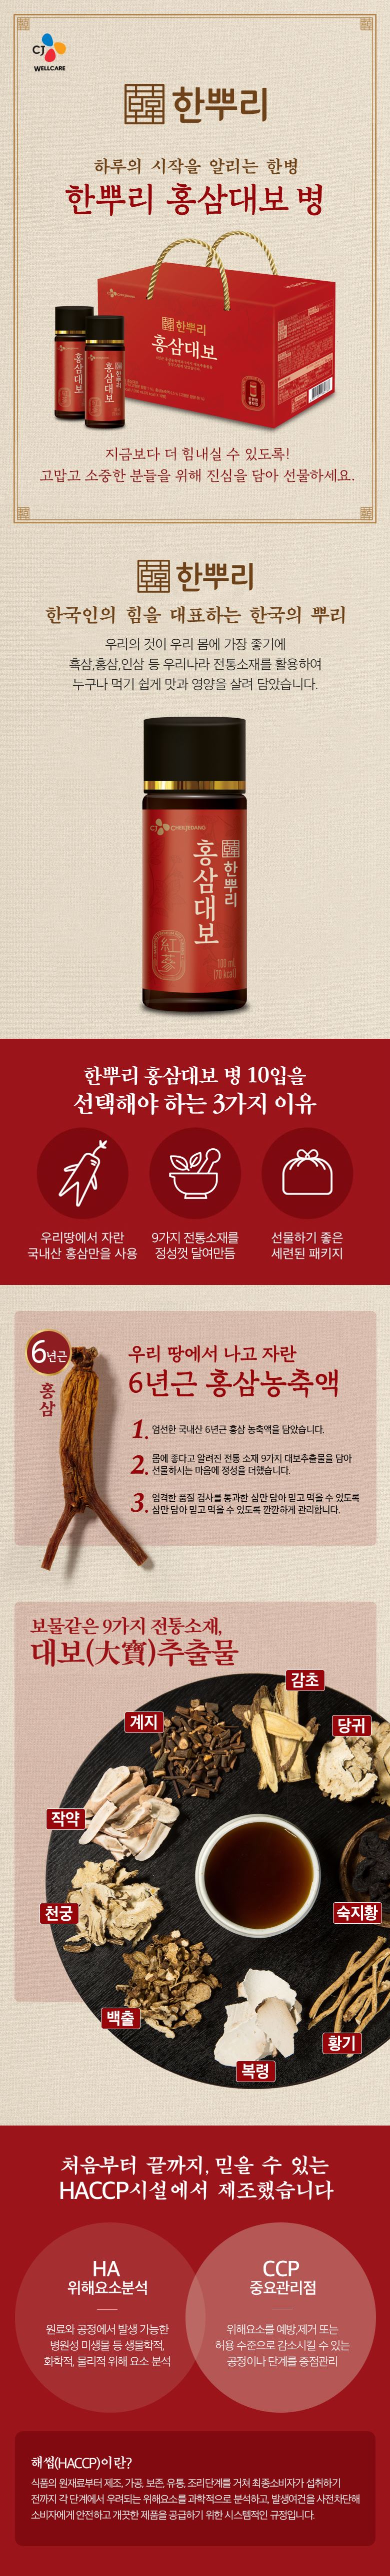 CJ
WELLCARE
韓 한뿌리
하루의 시작을 알리는 한병
한뿌리 홍삼대보 병
CJ CHEILJEDANG
韓 한뿌리
홍삼대보
홍삼대보
한뿌리
홍삼대보
지금보다 더 힘내실 수 있도록!
고맙고 소중한 분들을 위해 진심을 담아 선물하세요.
韓 한뿌리
한국인의 힘을 대표하는 한국의 뿌리
우리의 것이 우리 몸에 가장 좋기에
흑삼,홍삼,인삼 등 우리나라 전통소재를 활용하여
누구나 먹기 쉽게 맛과 영양을 살려 담았습니다.
CJ CHEILJEDANG
韓 한뿌리
홍삼대보
紅蔘
100 mL
(70 kcal)
한뿌리 홍삼대보 병 10입을
선택해야 하는 3가지 이유
우리땅에서 자란
국내산 홍삼만을 사용
9가지 전통소재를
정성껏 달여만듬
선물하기 좋은
세련된 패키지
6년근
홍삼
우리 땅에서 나고 자란
6년근 홍삼농축액
1. 엄선한 국내산 6년근 홍삼 농축액을 담았습니다.
2. 몸에 좋다고 알려진 전통 소재 9가지 대보추출물을 담아
선물하시는 마음에 정성을 더했습니다.
3. 엄격한 품질 검사를 통과한 삼만 담아 믿고 먹을 수 있도록
삼만 담아 믿고 먹을 수 있도록 깐깐하게 관리합니다.
보물같은 9가지 전통소재,
대보(大寶)추출물
감초
계지
당귀
작약
천궁
숙지황
백출
황기
복령
처음부터 끝까지, 믿을 수 있는
HACCP시설에서 제조했습니다
HA
위해요소분석
원료와 공정에서 발생 가능한
병원성 미생물 등 생물학적,
화학적, 물리적 위해 요소 분석
CCP
중요관리점
위해요소를 예방,제거 또는
허용 수준으로 감소시킬 수 있는
공정이나 단계를 중점관리
해썹(HACCP)이란?
식품의 원재료부터 제조, 가공, 보존, 유통, 조리단계를 거쳐 최종소비자가 섭취하기
전까지 각 단계에서 우려되는 위해요소를 과학적으로 분석하고, 발생여건을 사전차단해
소비자에게 안전하고 개끗한 제품을 공급하기 위한 시스템적인 규정입니다.